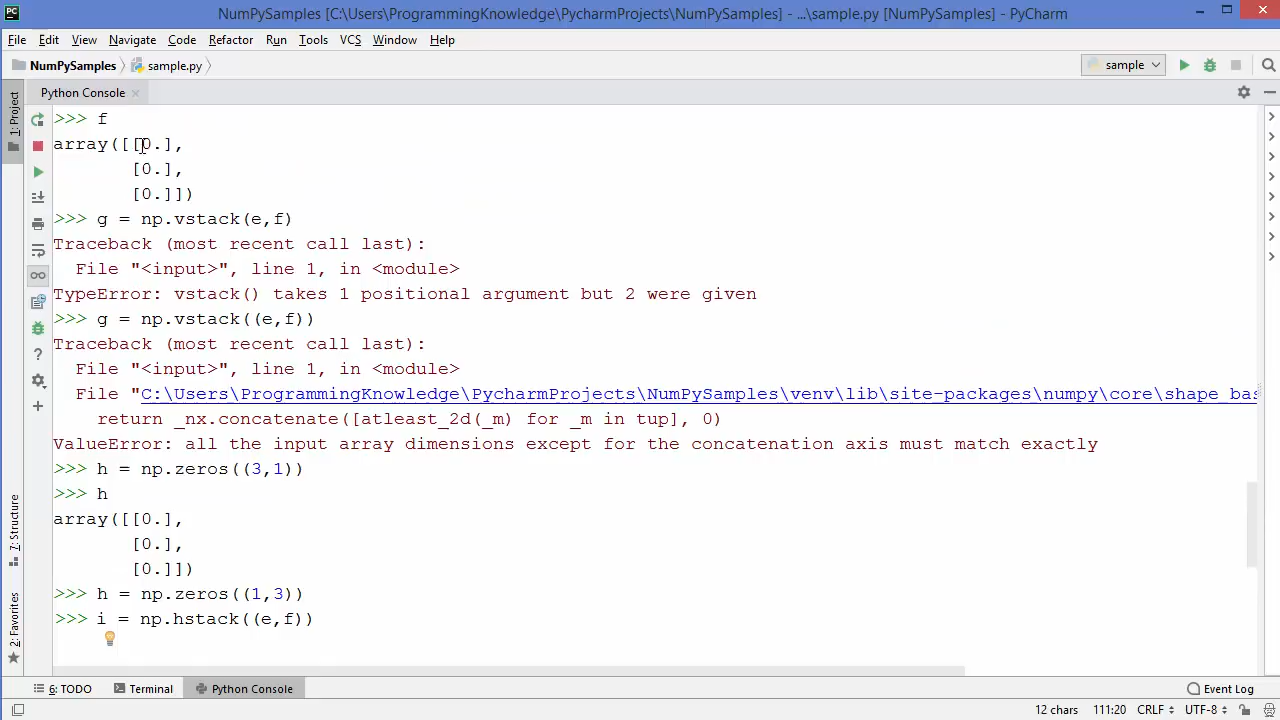 PC
NumPySamples [C:\Users\ProgrammingKnowledge\PycharmProjects\NumPySamples] - ...\sample.py [NumPySamples] - PyCharm
File Edit View Navigate Code Refactor Run Tools VCS Window Help
NumPySamples sample.py sample
1: Project
Python Console
>>> f
array([[0.],
[0.],
[0.]])
>>> g = np.vstack(e,f)
Traceback (most recent call last):
File "<input>", line 1, in <module>
TypeError: vstack() takes 1 positional argument but 2 were given
>>> g = np.vstack((e,f))
Traceback (most recent call last):
File "<input>", line 1, in <module>
File "C:\Users\ProgrammingKnowledge\PycharmProjects\NumPySamples\venv\lib\site-packages\numpy\core\shape_bas
return _nx.concatenate([atleast_2d(_m) for _m in tup], 0)
ValueError: all the input array dimensions except for the concatenation axis must match exactly
>>> h = np.zeros((3,1))
>>> h
array([[0.],
[0.],
[0.]])
>>> h = np.zeros((1,3))
>>> i = np.hstack((e,f))
7: Structure
2: Favorites
6: TODO Terminal Python Console Event Log
12 chars 111:20 CRLF UTF-8